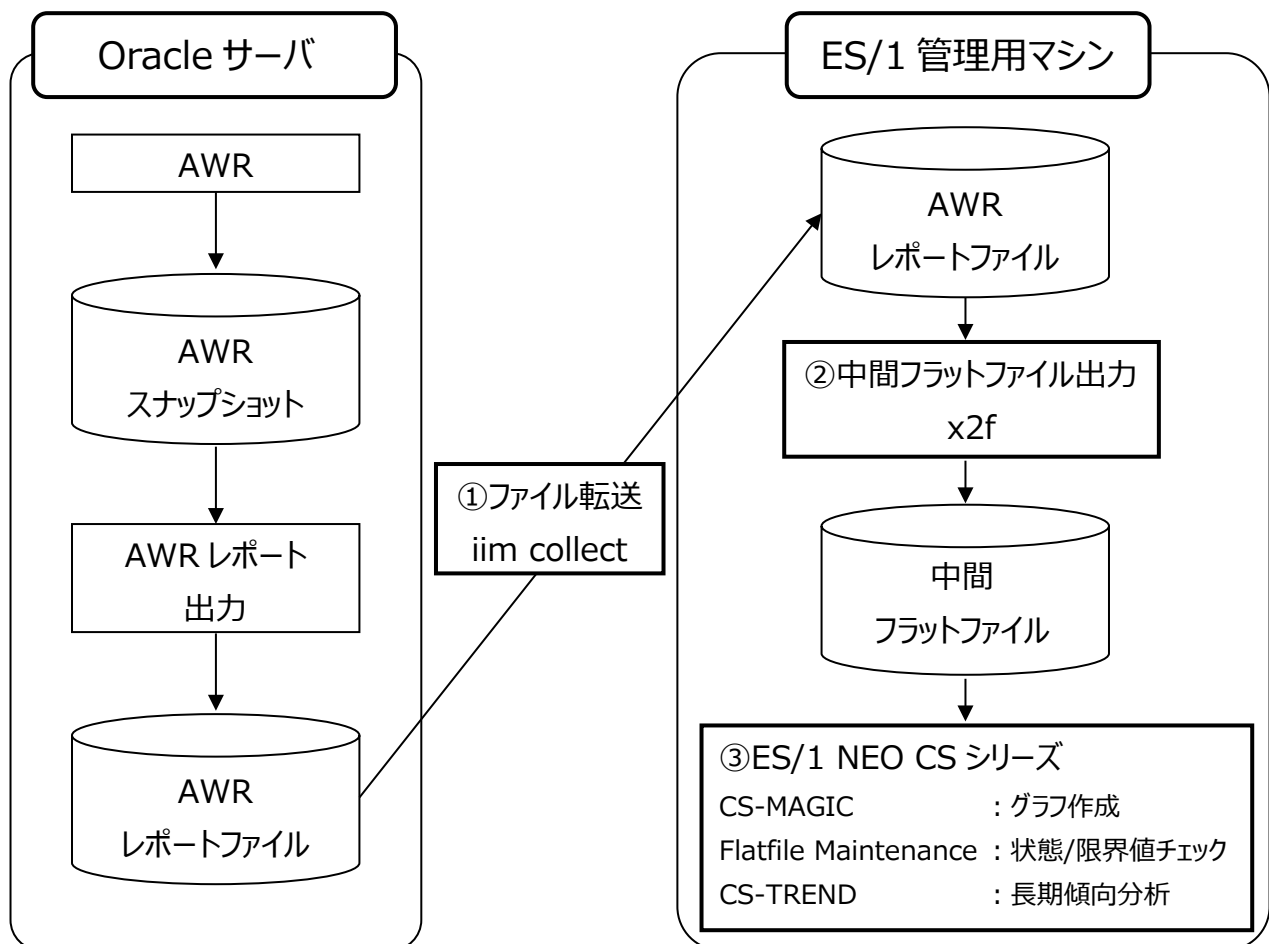 Oracle サーバ
AWR
AWR
スナップショット
AWR レポート
出力
AWR
レポートファイル
①ファイル転送
iim collect
ES/1 管理用マシン
AWR
レポートファイル
②中間フラットファイル出力
x2f
中間
フラットファイル
③ES/1 NEO CS シリーズ
CS-MAGIC : グラフ作成
Flatfile Maintenance : 状態/限界値チェック
CS-TREND : 長期傾向分析